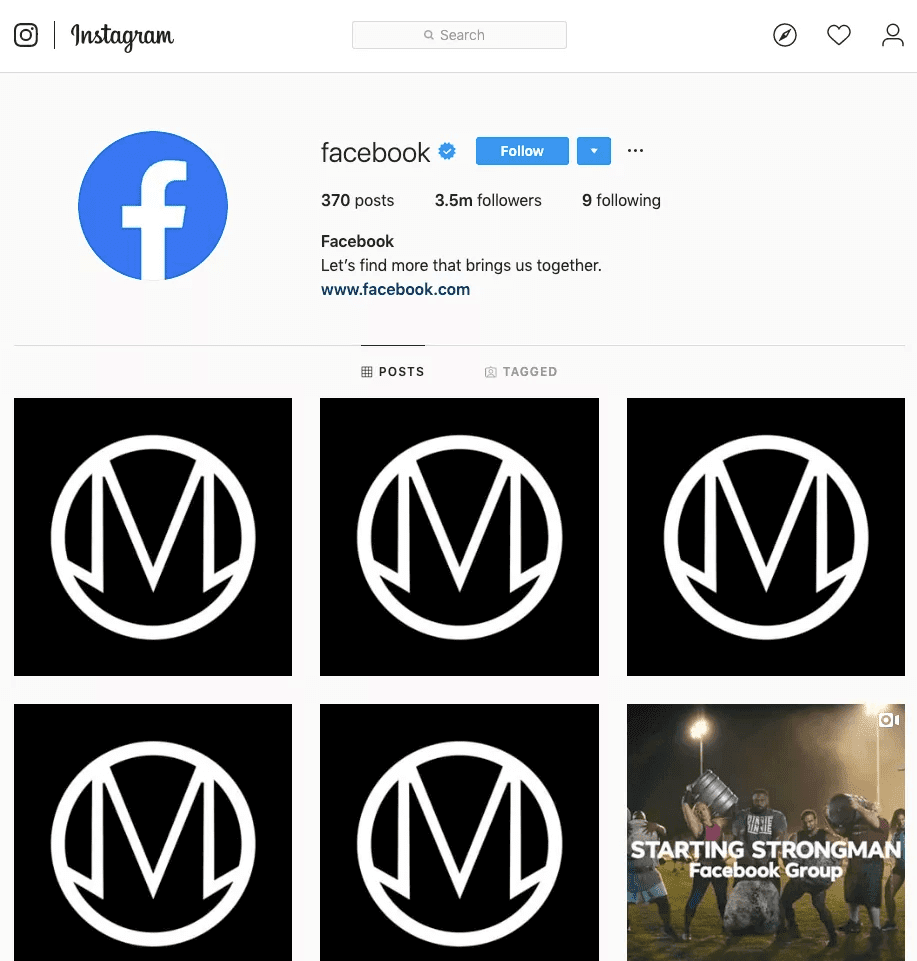 Instagram
Search
facebook Follow
370 posts 3.5m followers 9 following
Facebook
Let’s find more that brings us together.
www.facebook.com
POSTS TAGGED
M M M
M M
STARTING STRONGMAN
Facebook Group